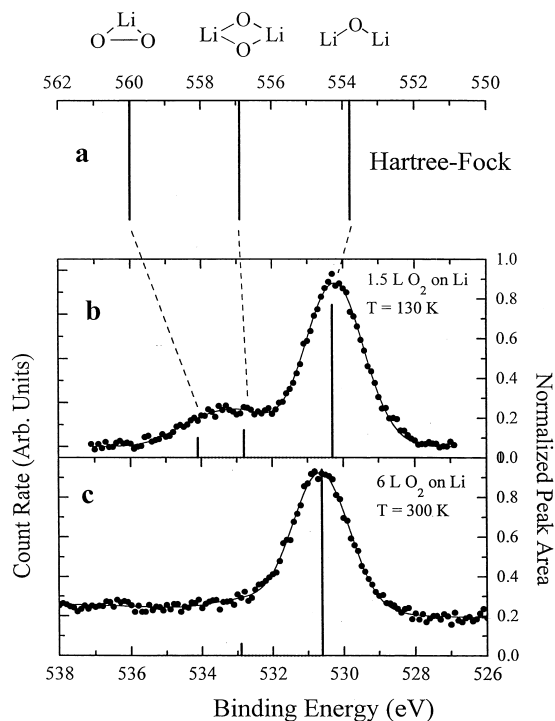 Li
O O
O
Li Li
O
O
Li Li
562 560 558 556 554 552 550
a
Hartree-Fock
b
1.5 L O2 on Li
T = 130 K
1.0
0.8
0.6
0.4
0.2
0.
c
6 L O2 on Li
T = 300 K
0.8
0.6
0.4
0.2
0.0
Count Rate (Arb. Units)
Normalized Peak Area
538 536 534 532 530 528 526
Binding Energy (eV)